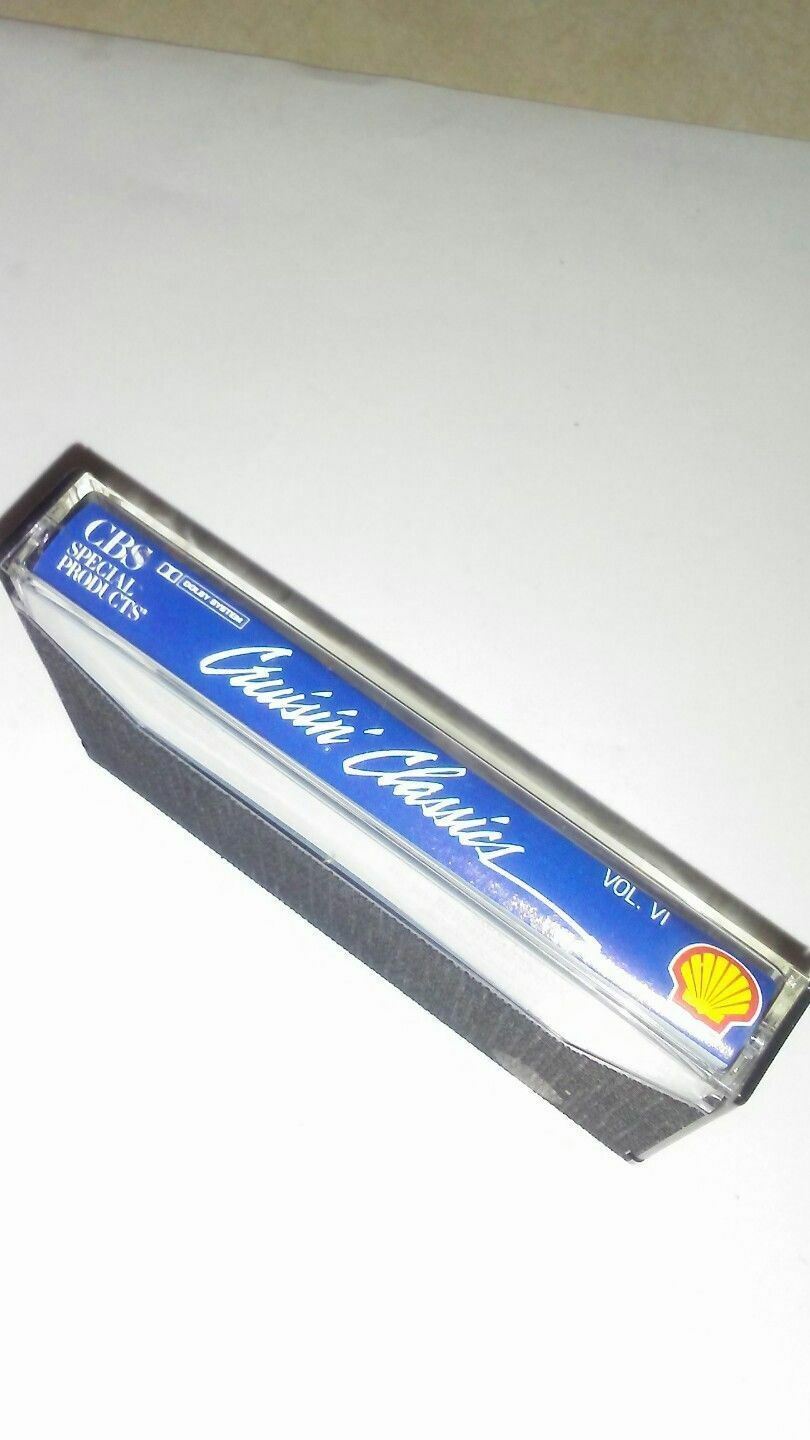 CBS
SPECIAL
PRODUCTS®
DOLBY SYSTEM
Cruisin' Classics
VOL. VI